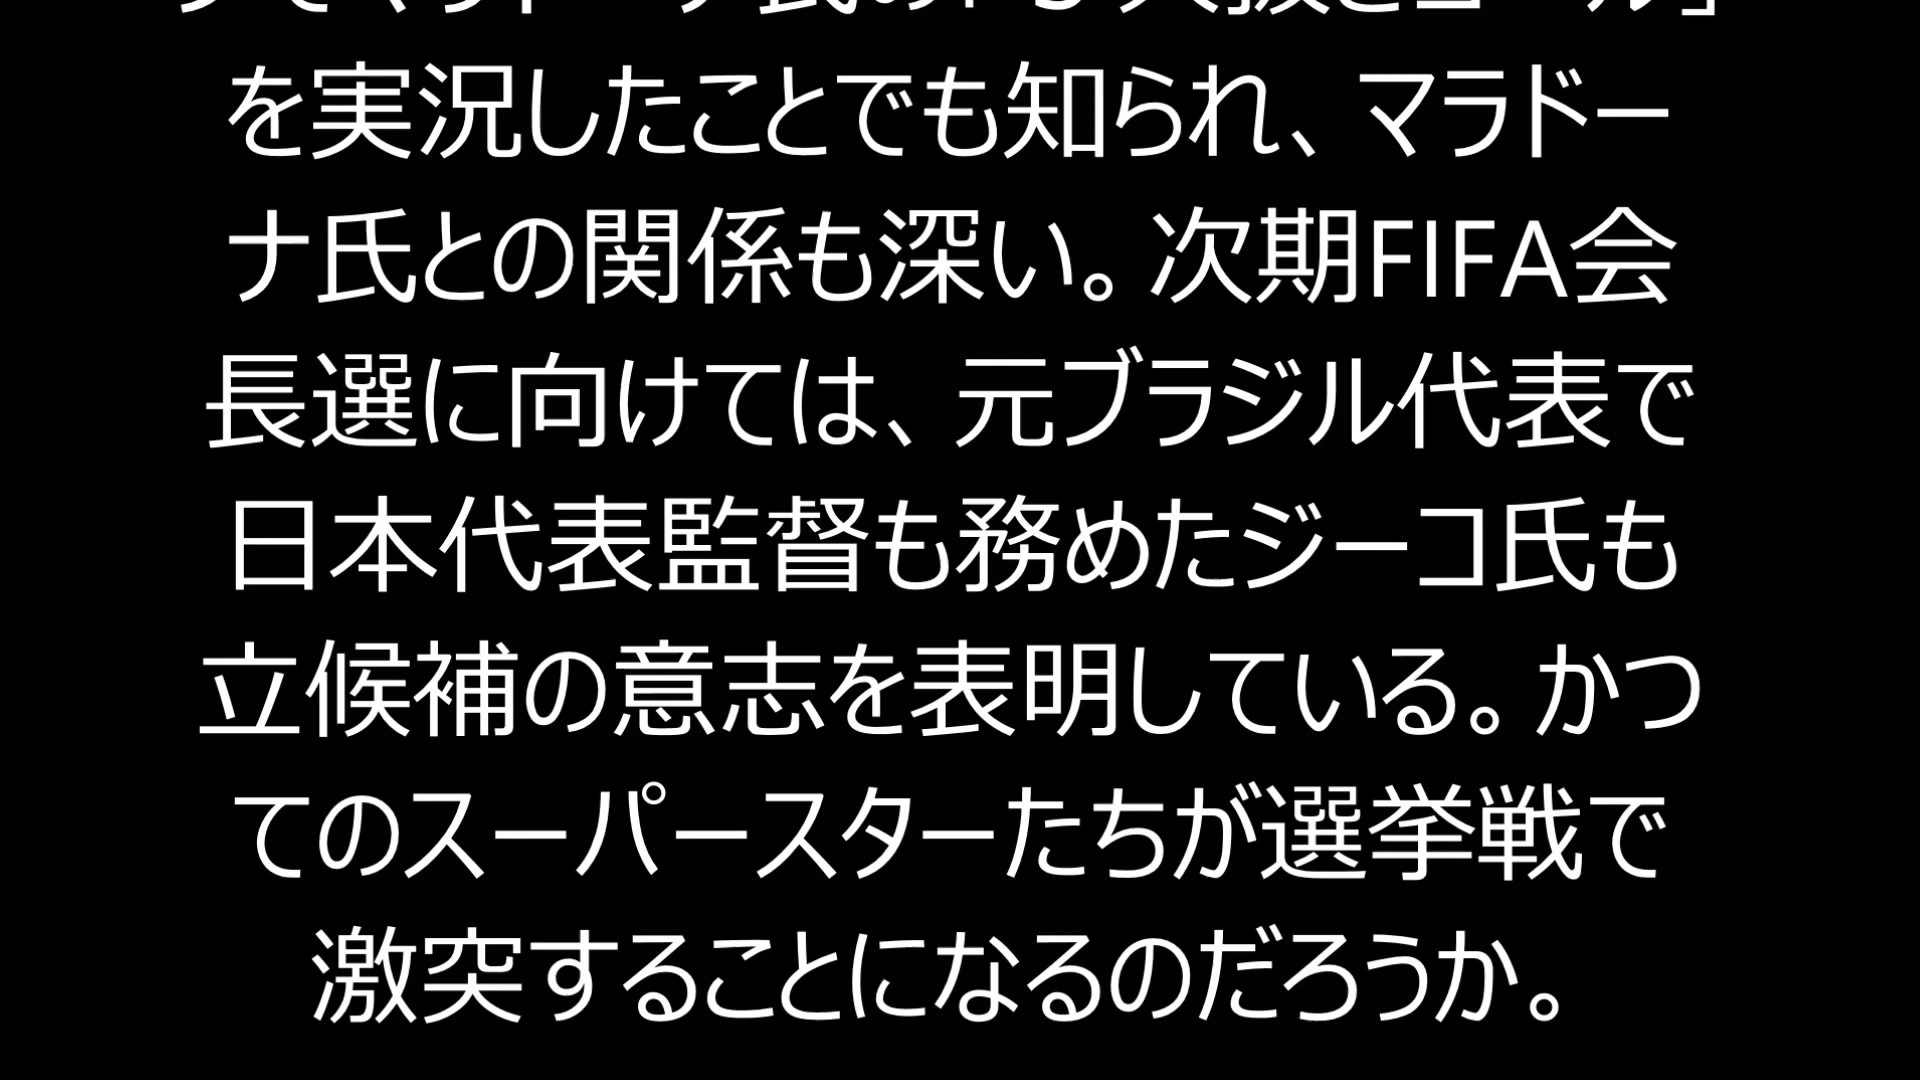 を実況したことでも知られ、マラドー
ナ氏との関係も深い。次期FIFA会
長選に向けては、元ブラジル代表で
日本代表監督も務めたジーコ氏も
立候補の意志を表明している。かつ
てのスーパースターたちが選挙戦で
激突することになるのだろうか。